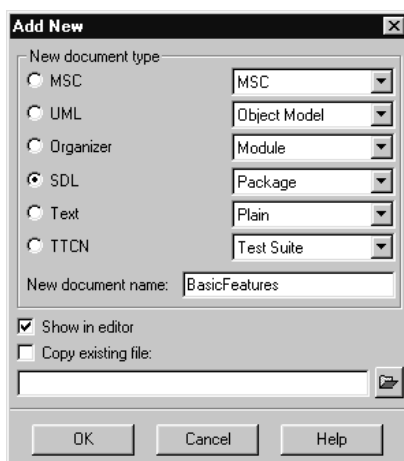 Add New
New document type
MSC MSC
UML Object Model
Organizer Module
SDL Package
Text Plain
TTCN Test Suite
New document name: BasicFeatures
Show in editor
Copy existing file:
OK Cancel Help